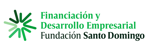 Financiación y
Desarrollo Empresarial
Fundación Santo Domingo